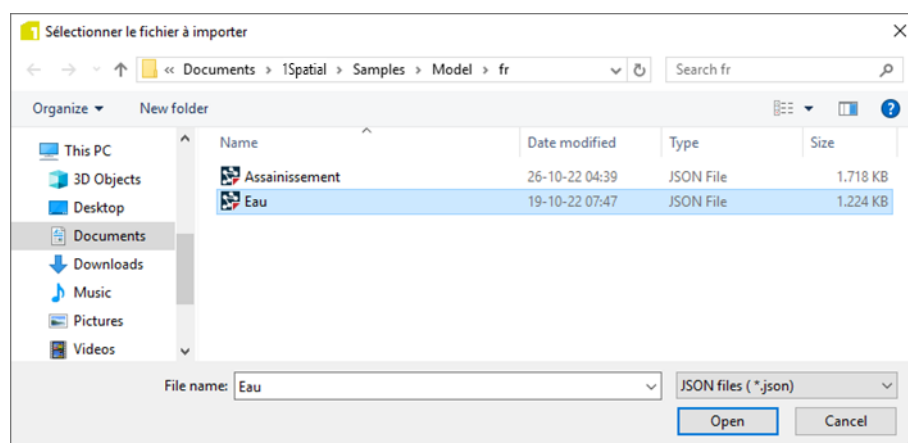 Sélectionner le fichier à importer
« Documents > 1Spatial > Samples > Model > fr
Search fr
Organize
New folder
Name
Date modified
Type
Size
This PC
3D Objects
Desktop
Documents
Downloads
Music
Pictures
Videos
Assainissement 26-10-22 04:39 JSON File 1.718 KB
Eau 19-10-22 07:47 JSON File 1.224 KB
File name: Eau
JSON files ( *.json)
Open
Cancel